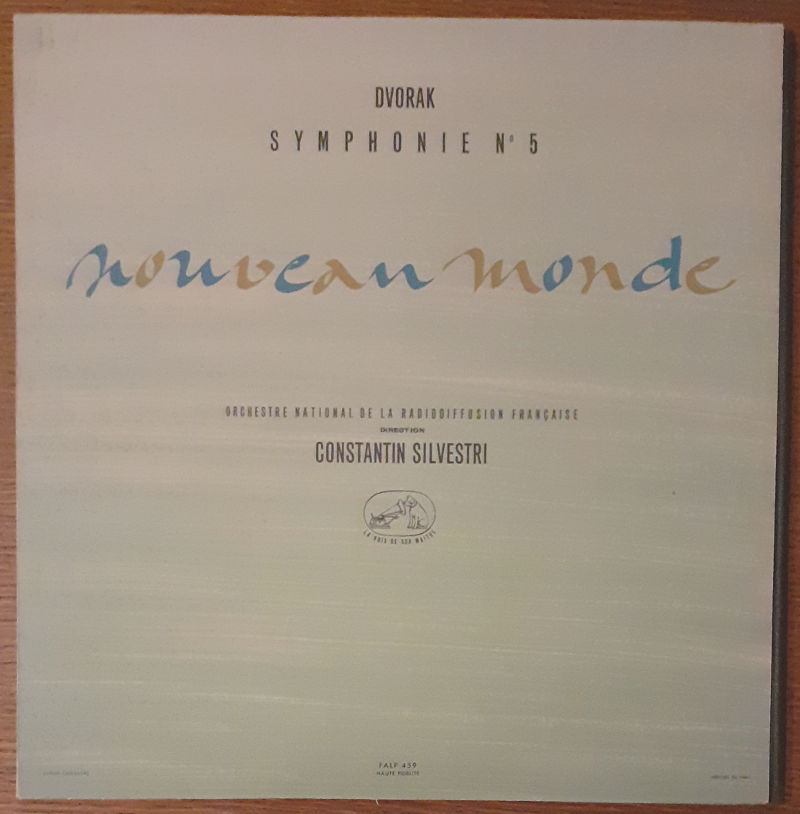 DVORAK
SYMPHONIE Nº 5
nouveau monde
ORCHESTRE NATIONAL DE LA RADIODIFFUSION FRANÇAISE
DIRECTION
CONSTANTIN SILVESTRI
LA VOIX DE SON MAITRE
FALP 459
HAUTE FIDELITE